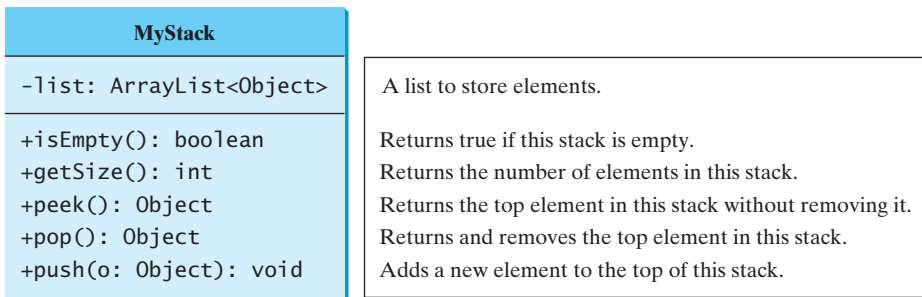 MyStack
-list: ArrayList<Object> A list to store elements.
+isEmpty(): boolean Returns true if this stack is empty.
+getSize(): int Returns the number of elements in this stack.
+peek(): Object Returns the top element in this stack without removing it.
+pop(): Object Returns and removes the top element in this stack.
+push(o: Object): void Adds a new element to the top of this stack.